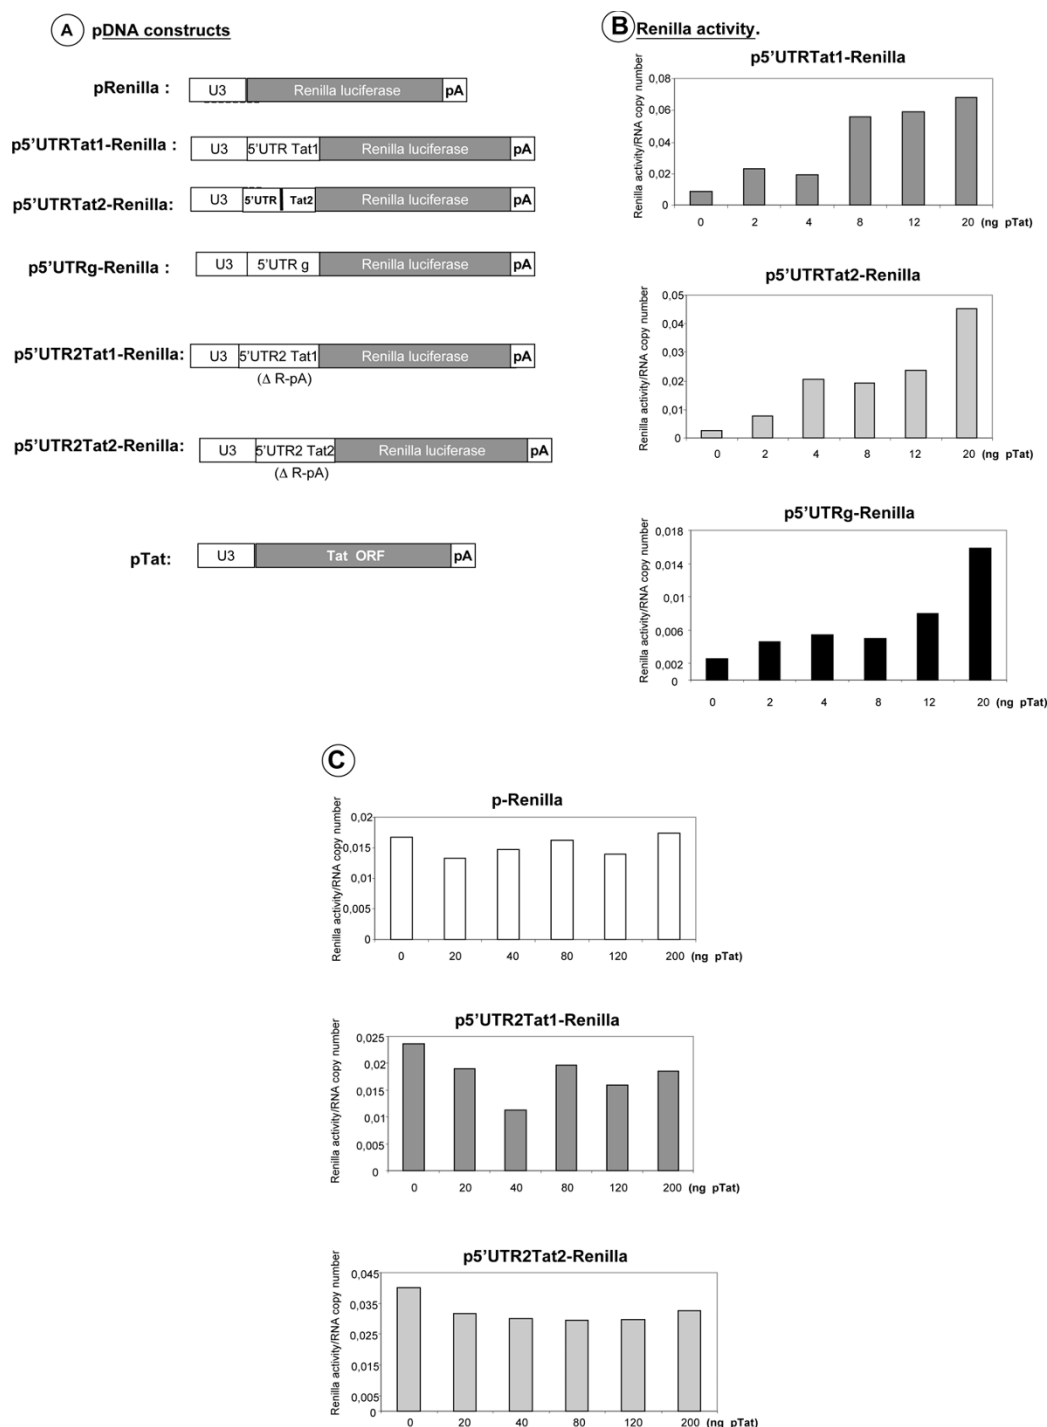 A pDNA constructs
pRenilla :
U3 Renilla luciferase pA
p5'UTRTat1-Renilla :
U3 5'UTR Tat1 Renilla luciferase pA
p5'UTRTat2-Renilla:
U3 5'UTR Tat2 Renilla luciferase pA
p5'UTRg-Renilla :
U3 5'UTR g Renilla luciferase pA
p5'UTR2Tat1-Renilla:
U3 5'UTR2 Tat1 Renilla luciferase pA
(Δ R-pA)
p5'UTR2Tat2-Renilla:
U3 5'UTR2 Tat2 Renilla luciferase pA
(Δ R-pA)
pTat:
U3 Tat ORF pA
B Renilla activity.
p5'UTRTat1-Renilla
Renilla activity/RNA copy number
0,08
0,06
0,04
0,02
0
0 2 4 8 12 20 (ng pTat)
p5'UTRTat2-Renilla
Renilla activity/RNA copy number
0,05
0,04
0,03
0,02
0,01
0
0 2 4 8 12 20 (ng pTat)
p5'UTRg-Renilla
Renilla activity/RNA copy number
0,018
0,014
0,01
0,006
0,002
0
0 2 4 8 12 20 (ng pTat)
C
p-Renilla
Renilla activity/RNA copy number
0,02
0,015
0,01
0,005
0
0 20 40 80 120 200 (ng pTat)
p5'UTR2Tat1-Renilla
Renilla activity/RNA copy number
0,025
0,02
0,015
0,01
0,005
0
0 20 40 80 120 200 (ng pTat)
p5'UTR2Tat2-Renilla
Renilla activity/RNA copy number
0,045
0,035
0,025
0,015
0,005
0
0 20 40 80 120 200 (ng pTat)